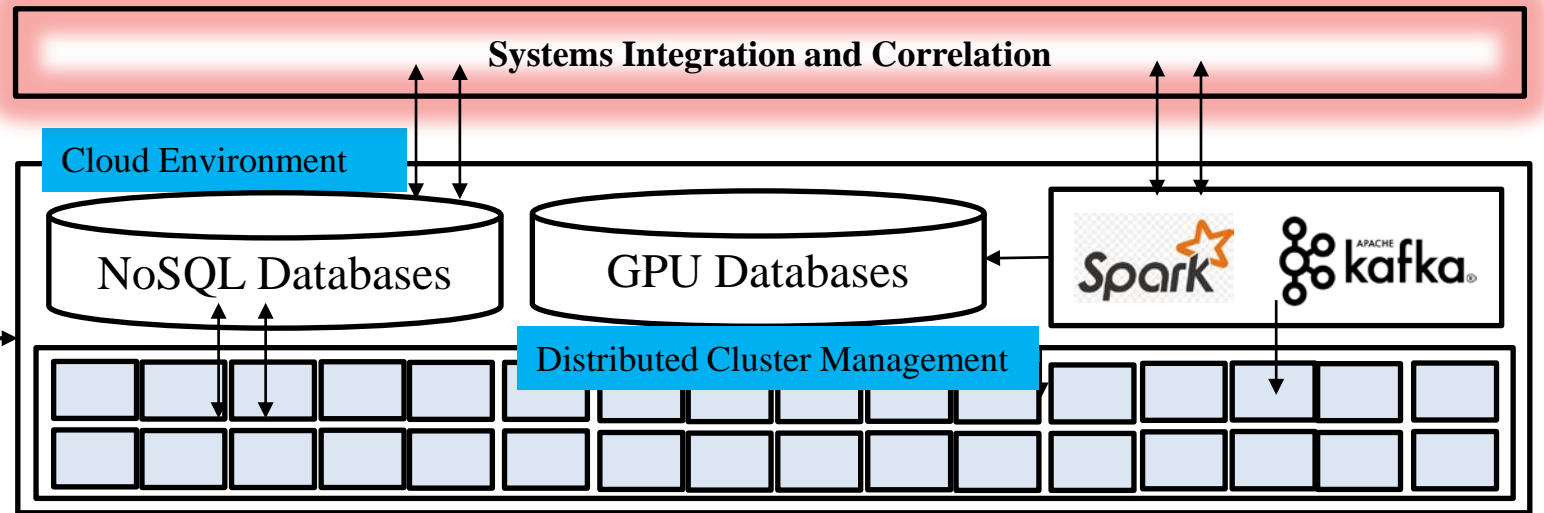 Systems Integration and Correlation
Cloud Environment
NoSQL Databases
GPU Databases
Spark
APACHE
kafka®
Distributed Cluster Management